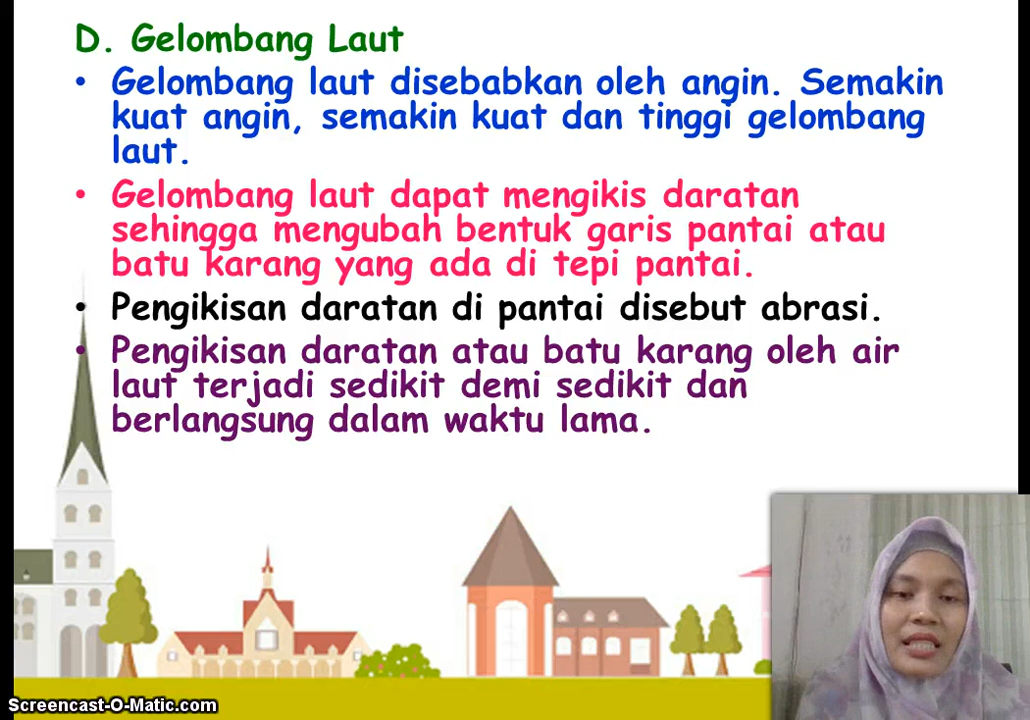 D. Gelombang Laut
• Gelombang laut disebabkan oleh angin. Semakin
kuat angin, semakin kuat dan tinggi gelombang
laut.
• Gelombang laut dapat mengikis daratan
sehingga mengubah bentuk garis pantai atau
batu karang yang ada di tepi pantai.
• Pengikisan daratan di pantai disebut abrasi.
• Pengikisan daratan atau batu karang oleh air
laut terjadi sedikit demi sedikit dan
berlangsung dalam waktu lama.
Screencast-O-Matic.com